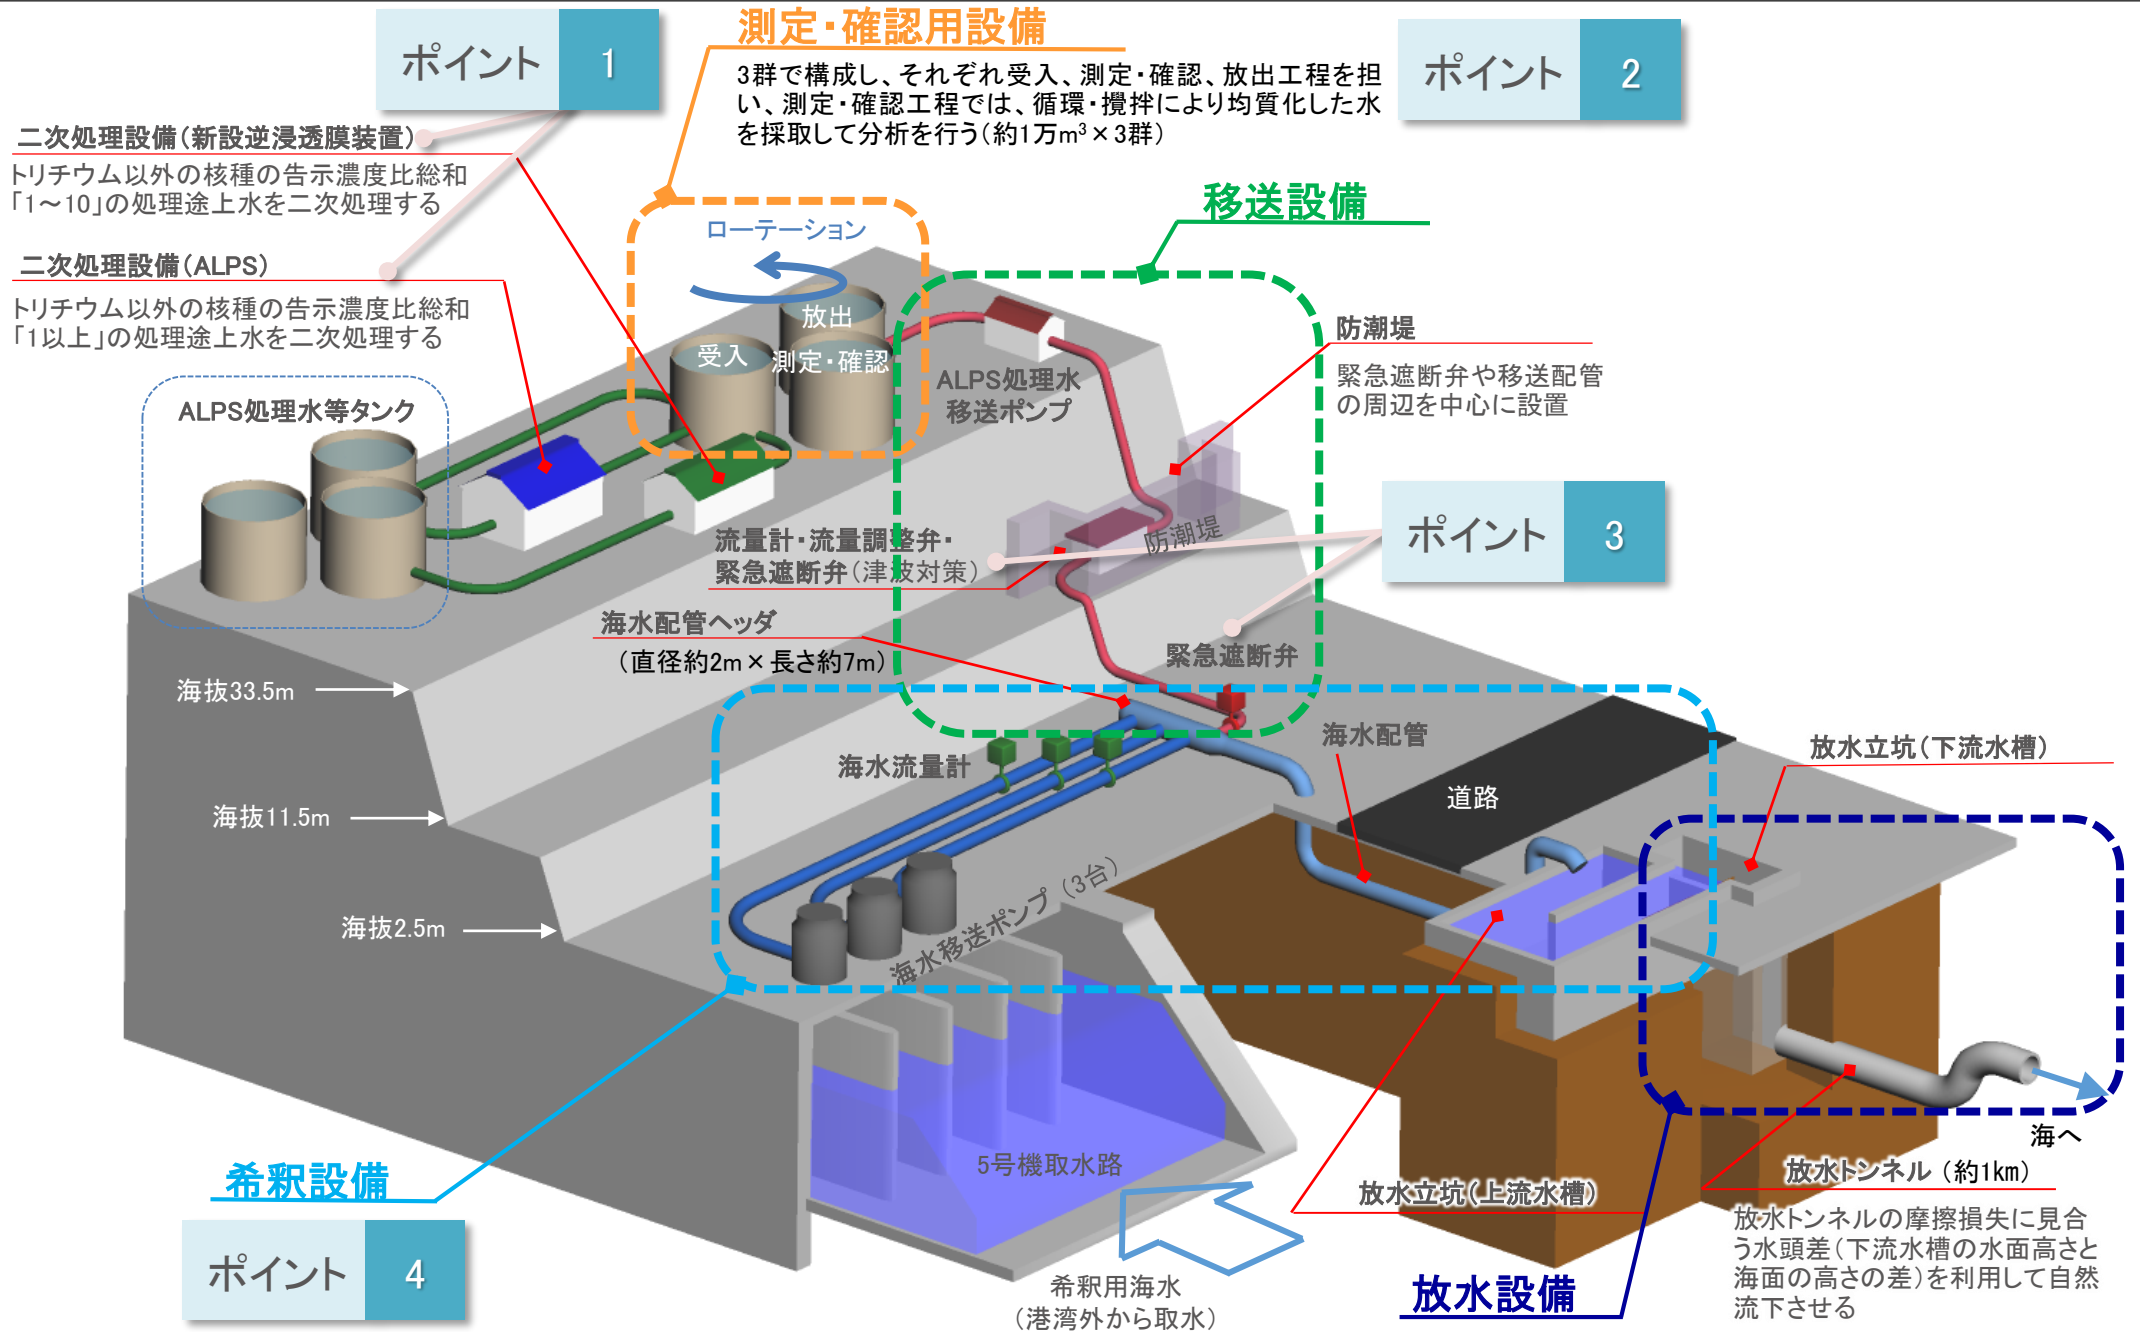 ポイント 1
測定・確認用設備
3群で構成し、それぞれ受入、測定・確認、放出工程を担
い、測定・確認工程では、循環・攪拌により均質化した水
を採取して分析を行う（約1万m³×3群）
ポイント 2
二次処理設備（新設逆浸透膜装置）
トリチウム以外の核種の告示濃度比総和
「1～10」の処理途上水を二次処理する
二次処理設備（ALPS）
トリチウム以外の核種の告示濃度比総和
「1以上」の処理途上水を二次処理する
移送設備
ローテーション
放出
受入
測定・確認
ALPS処理水
移送ポンプ
防潮堤
緊急遮断弁や移送配管
の周辺を中心に設置
ALPS処理水等タンク
ポイント 3
流量計・流量調整弁・
緊急遮断弁（津波対策）
防潮堤
海水配管ヘッダ
（直径約2m×長さ約7m）
緊急遮断弁
海抜33.5m
海水流量計
海水配管
放水立坑（下流水槽）
道路
海抜11.5m
海抜2.5m
海水移送ポンプ（3台）
5号機取水路
希釈設備
ポイント 4
希釈用海水
（港湾外から取水）
放水立坑（上流水槽）
放水設備
海へ
放水トンネル（約1km）
放水トンネルの摩擦損失に見合
う水頭差（下流水槽の水面高さと
海面の高さの差）を利用して自然
流下させる